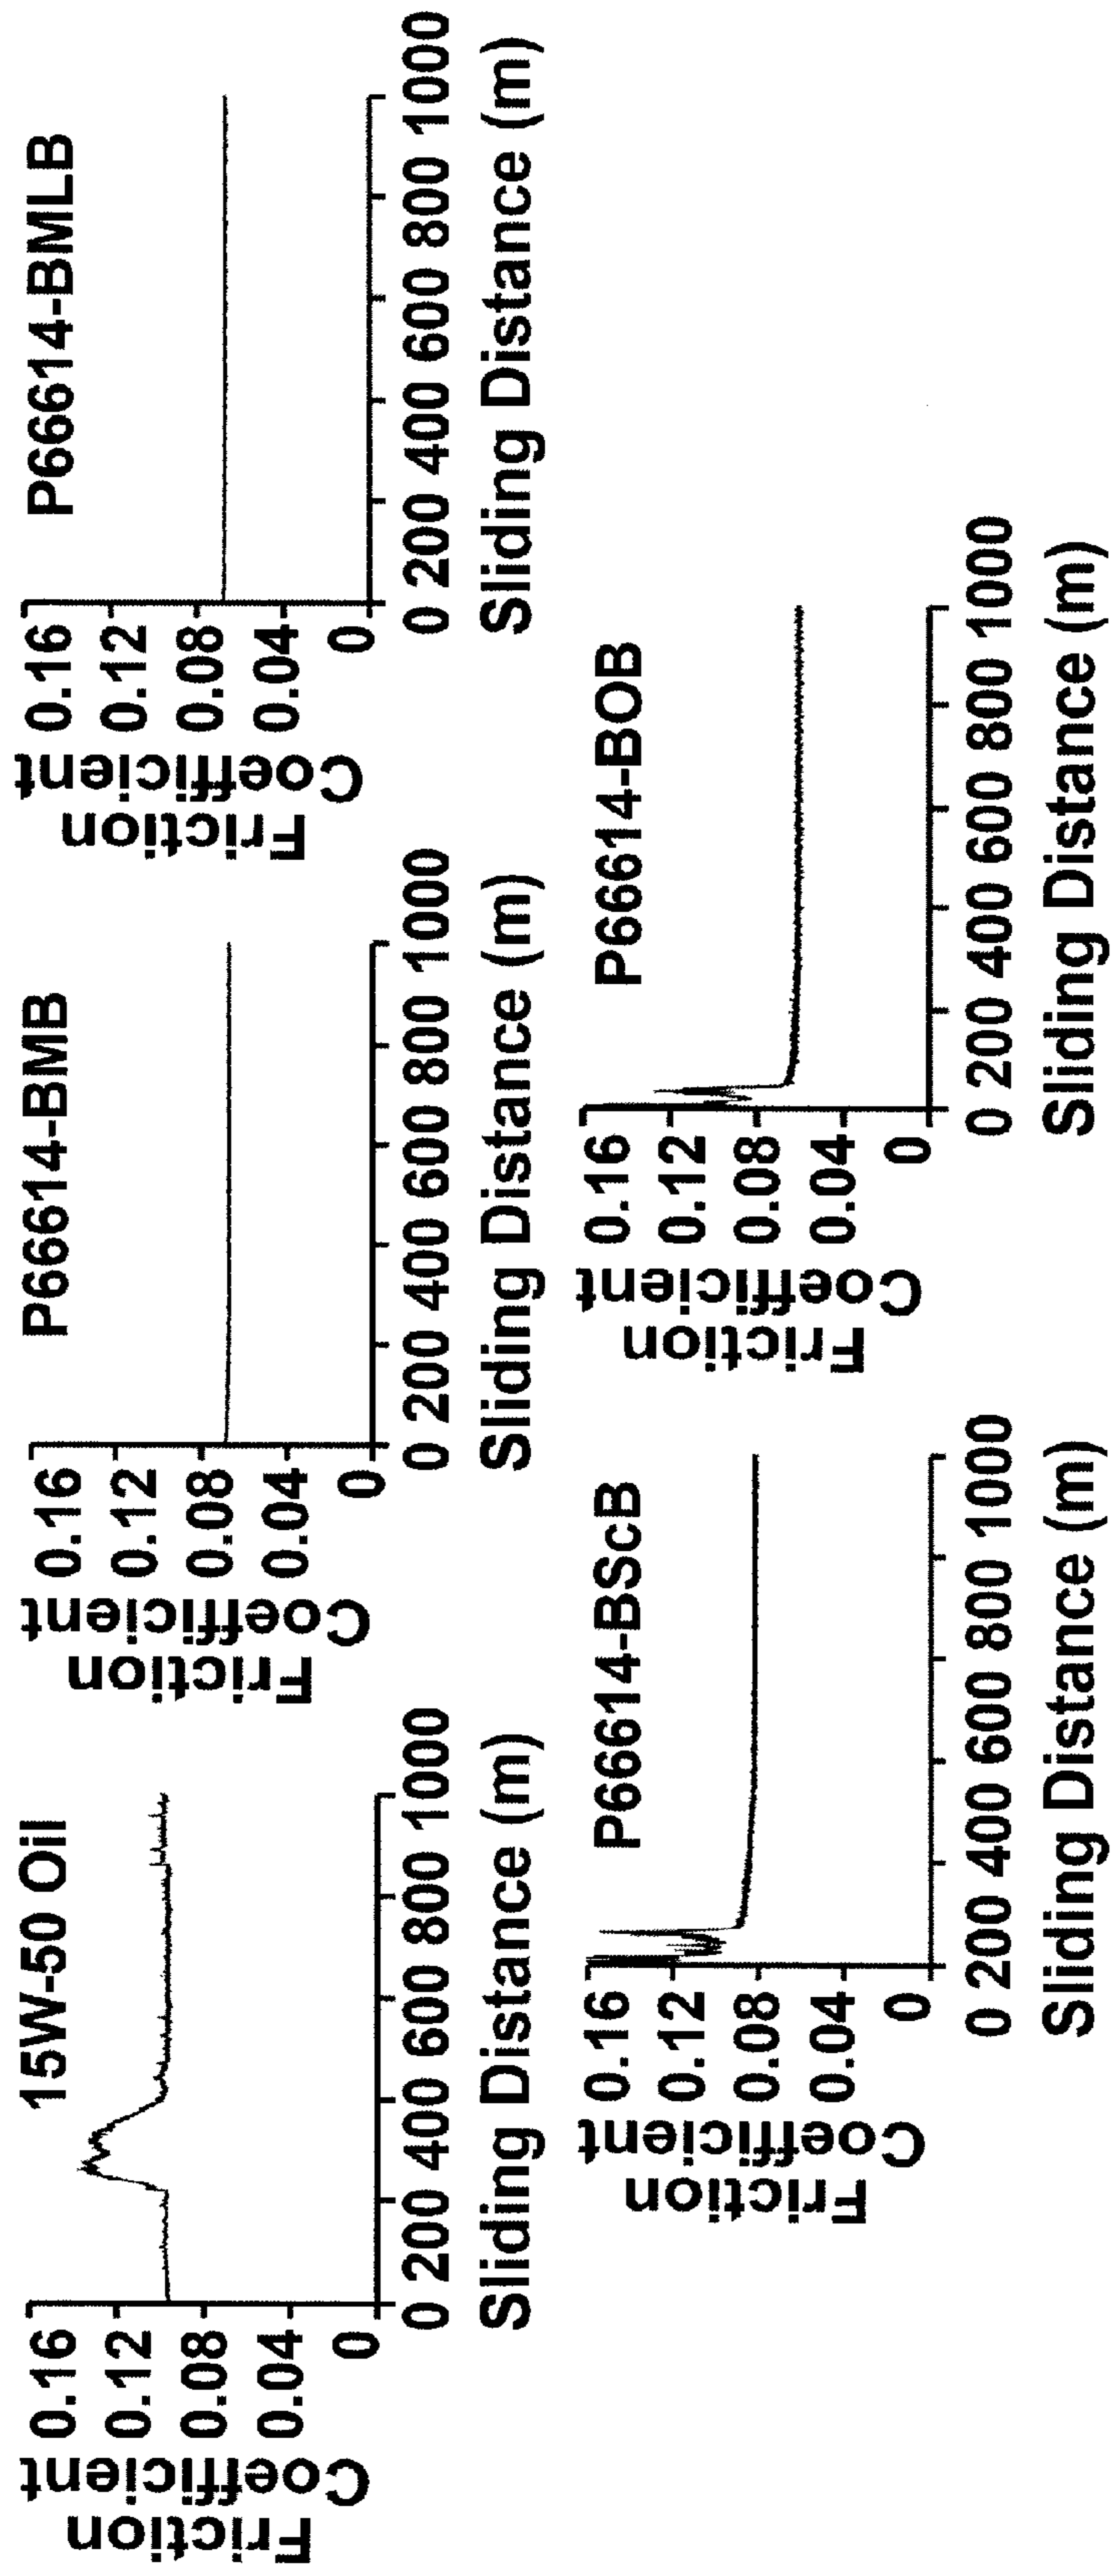 15W-50 Oil
Friction
Coefficient
0.16
0.12
0.08
0.04
0
0 200 400 600 800 1000
Sliding Distance (m)
P66614-BMB
Friction
Coefficient
0.16
0.12
0.08
0.04
0
0 200 400 600 800 1000
Sliding Distance (m)
P66614-BMLB
Friction
Coefficient
0.16
0.12
0.08
0.04
0
0 200 400 600 800 1000
Sliding Distance (m)
P66614-BScB
Friction
Coefficient
0.16
0.12
0.08
0.04
0
0 200 400 600 800 1000
Sliding Distance (m)
P66614-BOB
Friction
Coefficient
0.16
0.12
0.08
0.04
0
0 200 400 600 800 1000
Sliding Distance (m)